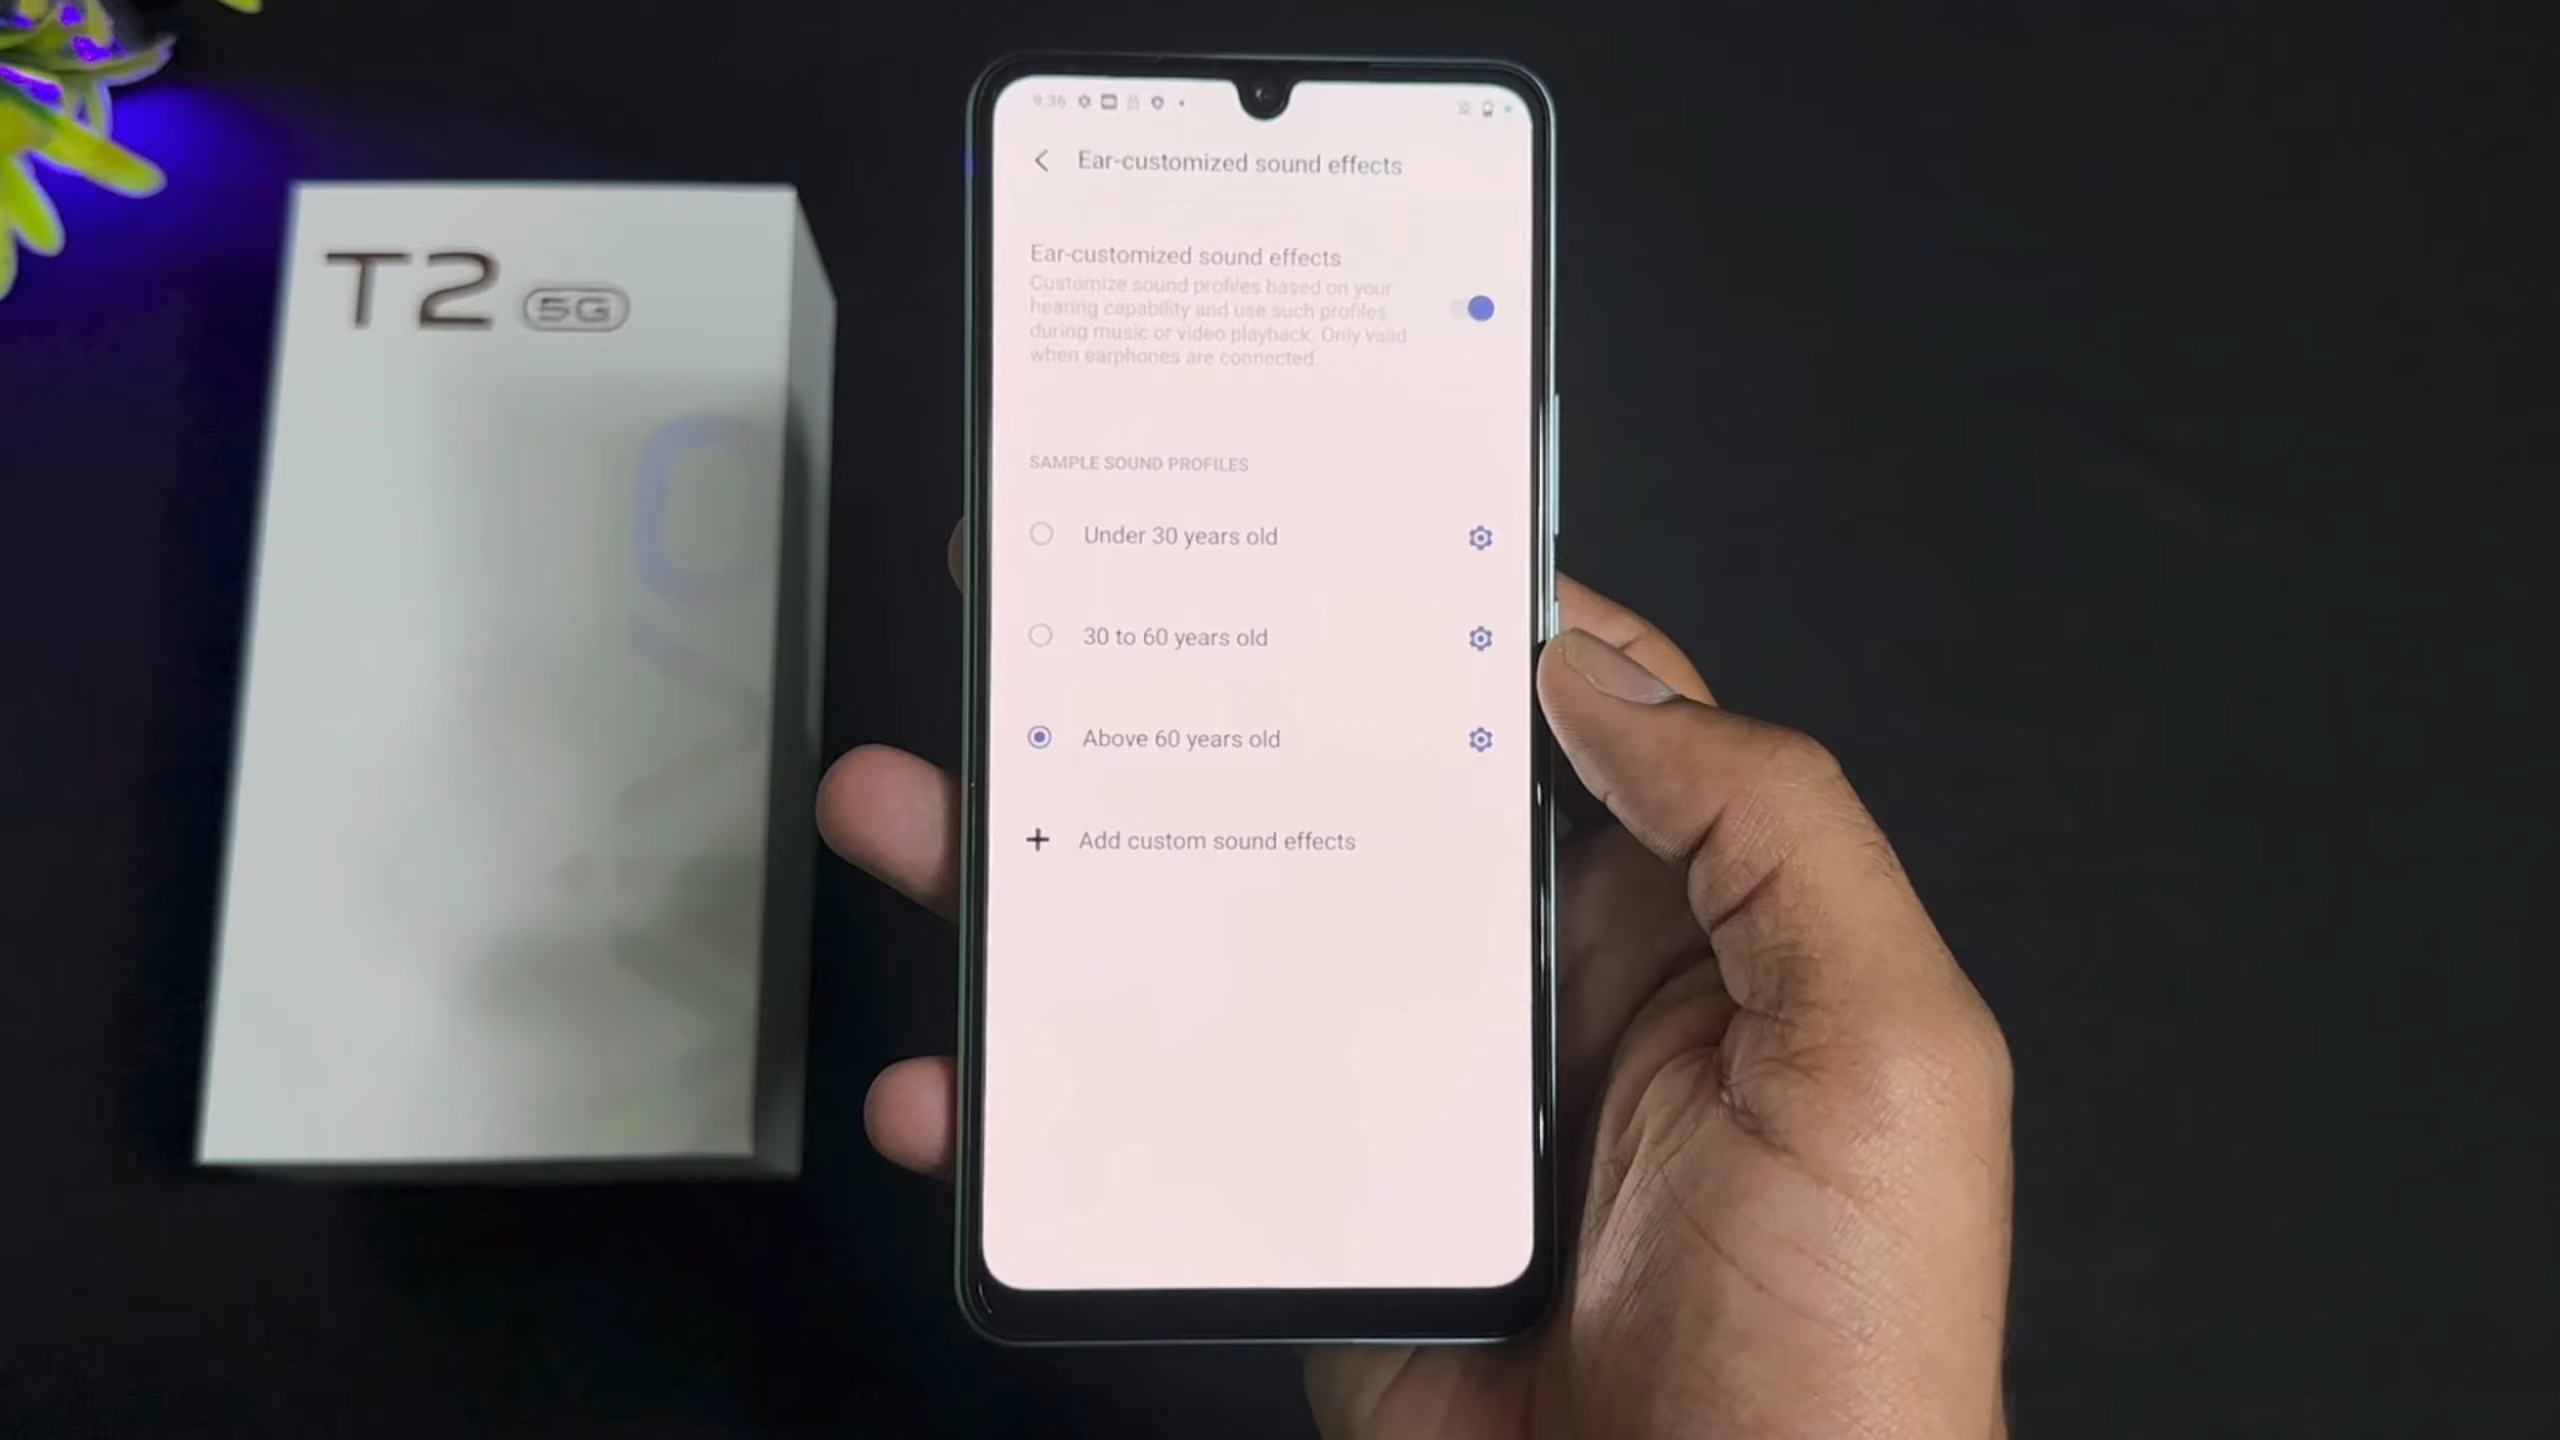 T2 5G
vivo
9:36
Ear-customized sound effects
Ear-customized sound effects
Customize sound profiles based on your
hearing capability and use such profiles
during music or video playback. Only valid
when earphones are connected.
SAMPLE SOUND PROFILES
Under 30 years old
30 to 60 years old
Above 60 years old
Add custom sound effects